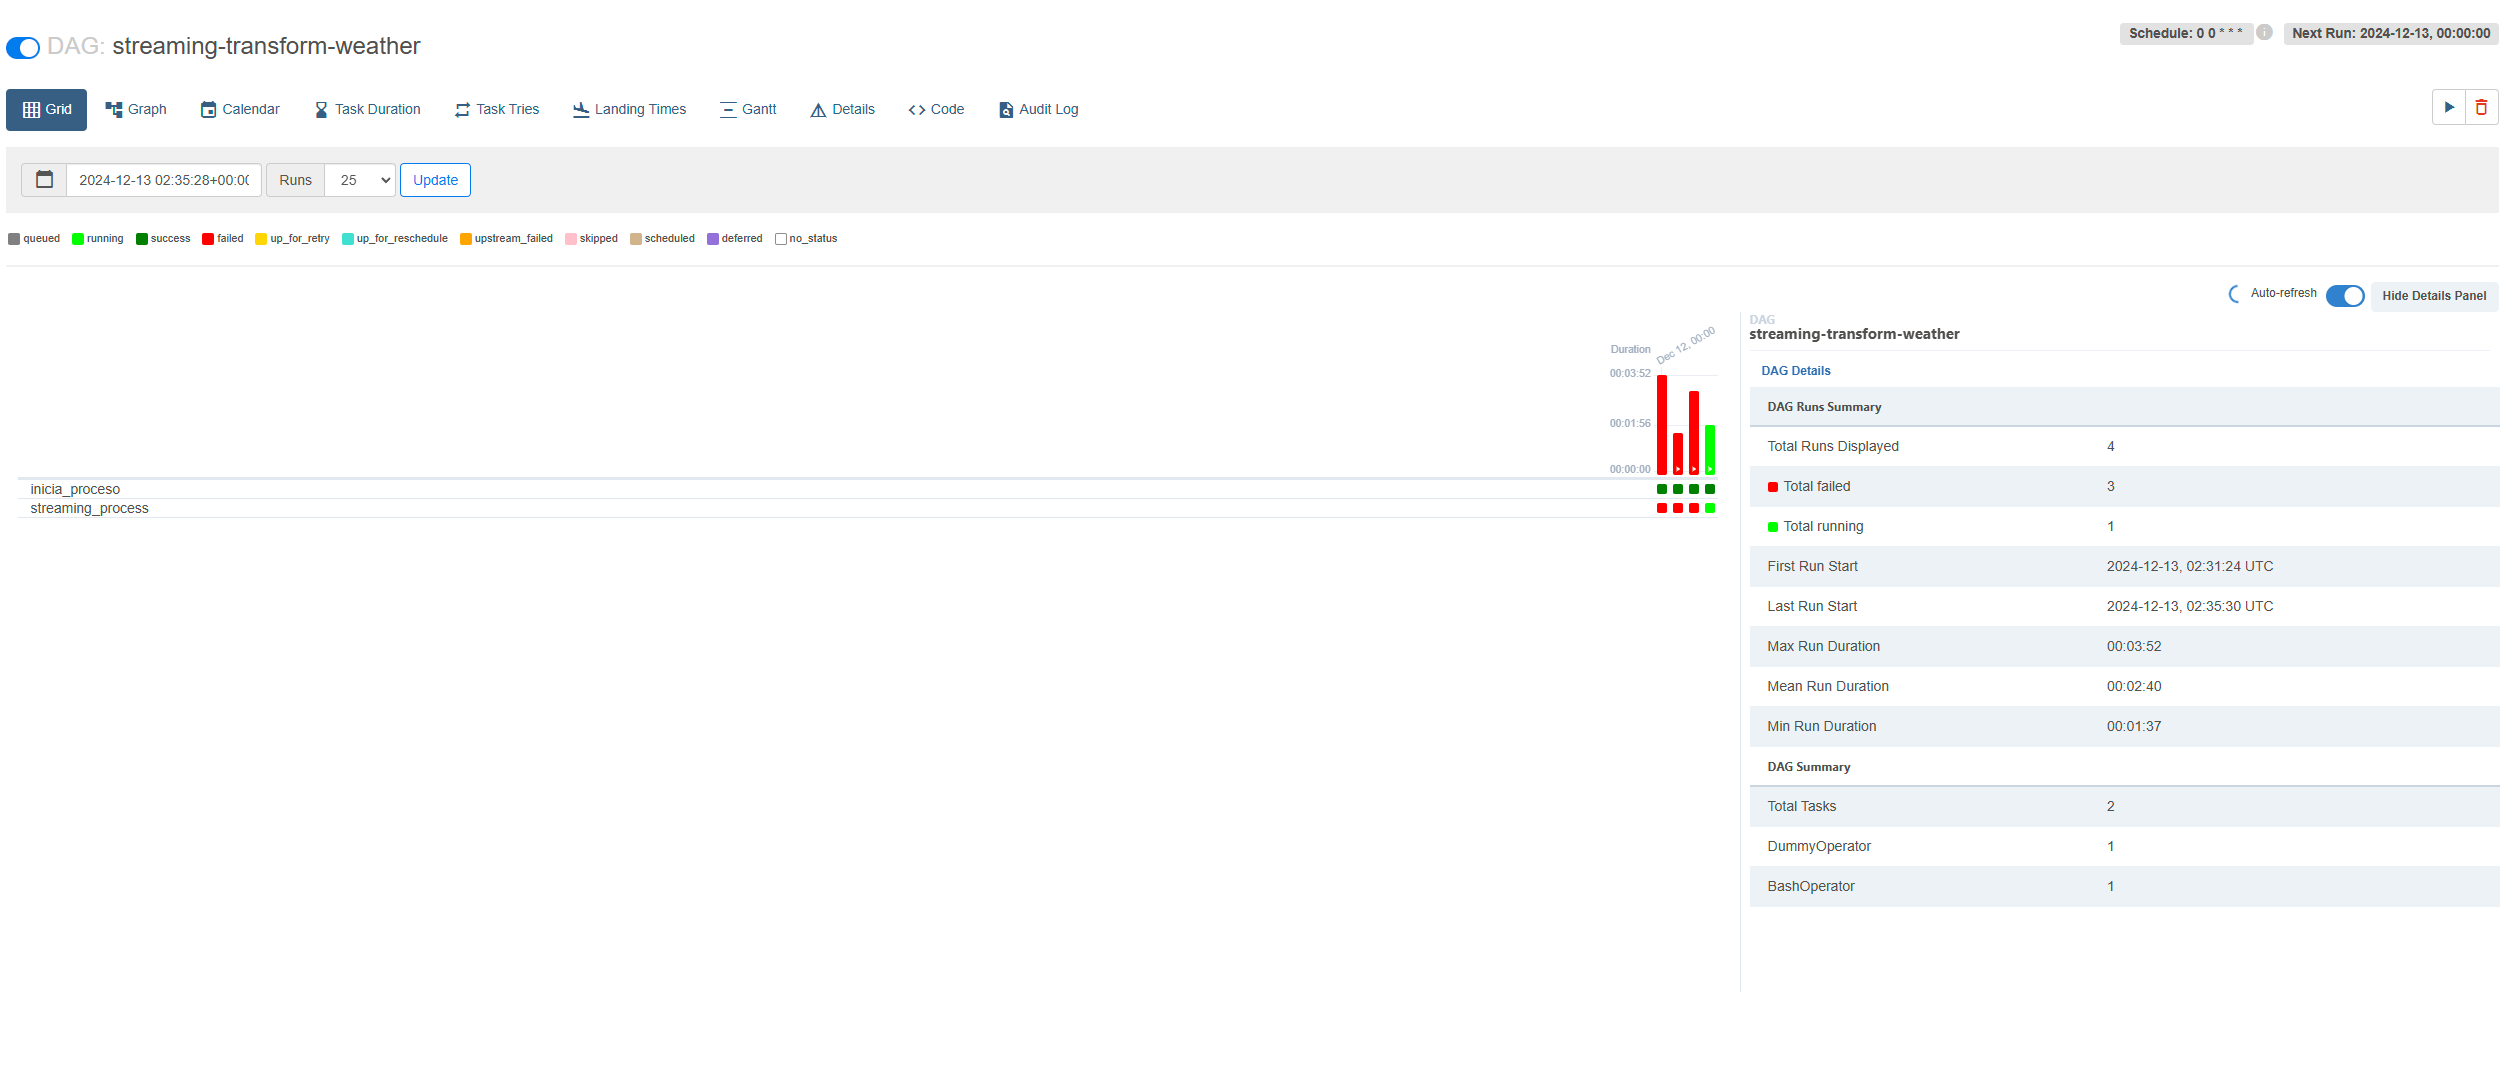 DAG: streaming-transform-weather
Schedule: 0 0 * * *
Next Run: 2024-12-13, 00:00:00
Grid
Graph
Calendar
Task Duration
Task Tries
Landing Times
Gantt
Details
Code
Audit Log
2024-12-13 02:35:28+00:00
Runs
25
Update
queued
running
success
failed
up_for_retry
up_for_reschedule
upstream_failed
skipped
scheduled
deferred
no_status
Auto-refresh
Hide Details Panel
Duration
Dec 12, 00:00
00:03:52
00:01:56
00:00:00
inicia_proceso
streaming_process
DAG
streaming-transform-weather
DAG Details
DAG Runs Summary
Total Runs Displayed 4
Total failed 3
Total running 1
First Run Start 2024-12-13, 02:31:24 UTC
Last Run Start 2024-12-13, 02:35:30 UTC
Max Run Duration 00:03:52
Mean Run Duration 00:02:40
Min Run Duration 00:01:37
DAG Summary
Total Tasks 2
DummyOperator 1
BashOperator 1